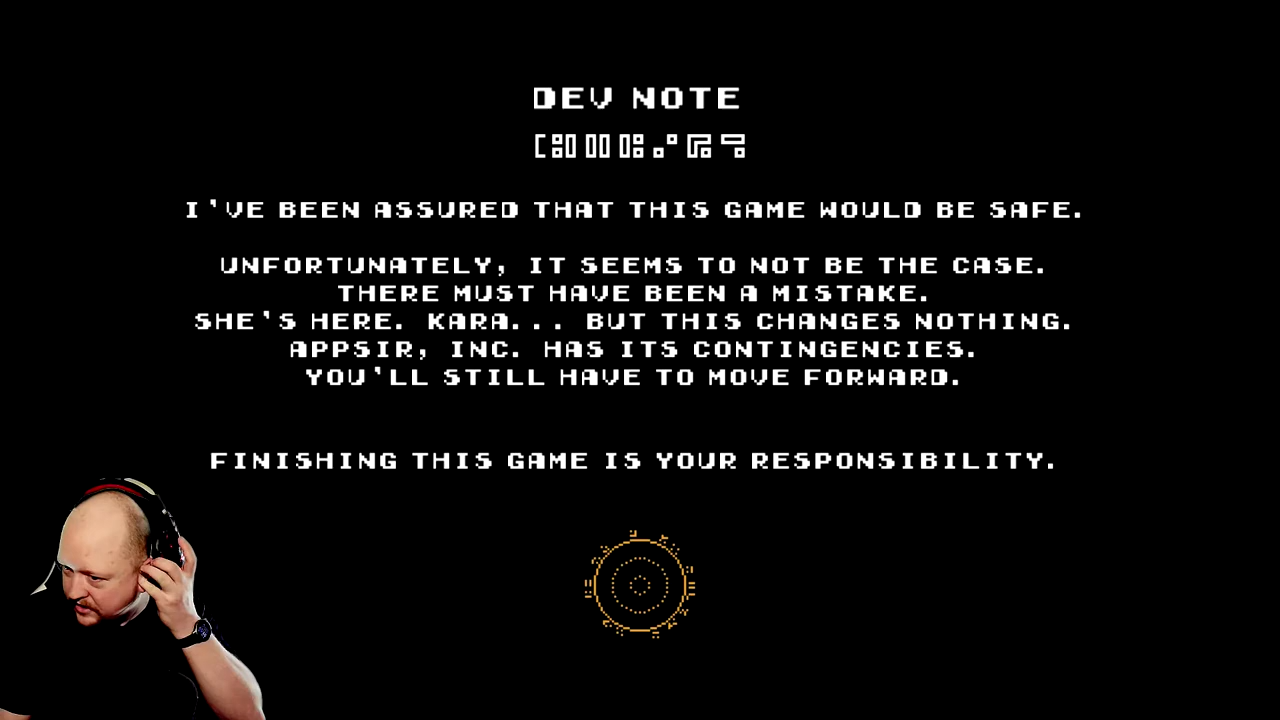 DEV NOTE
I'VE BEEN ASSURED THAT THIS GAME WOULD BE SAFE.
UNFORTUNATELY, IT SEEMS TO NOT BE THE CASE.
THERE MUST HAVE BEEN A MISTAKE.
SHE'S HERE. KARA... BUT THIS CHANGES NOTHING.
APPSIR, INC. HAS ITS CONTINGENCIES.
YOU'LL STILL HAVE TO MOVE FORWARD.
FINISHING THIS GAME IS YOUR RESPONSIBILITY.